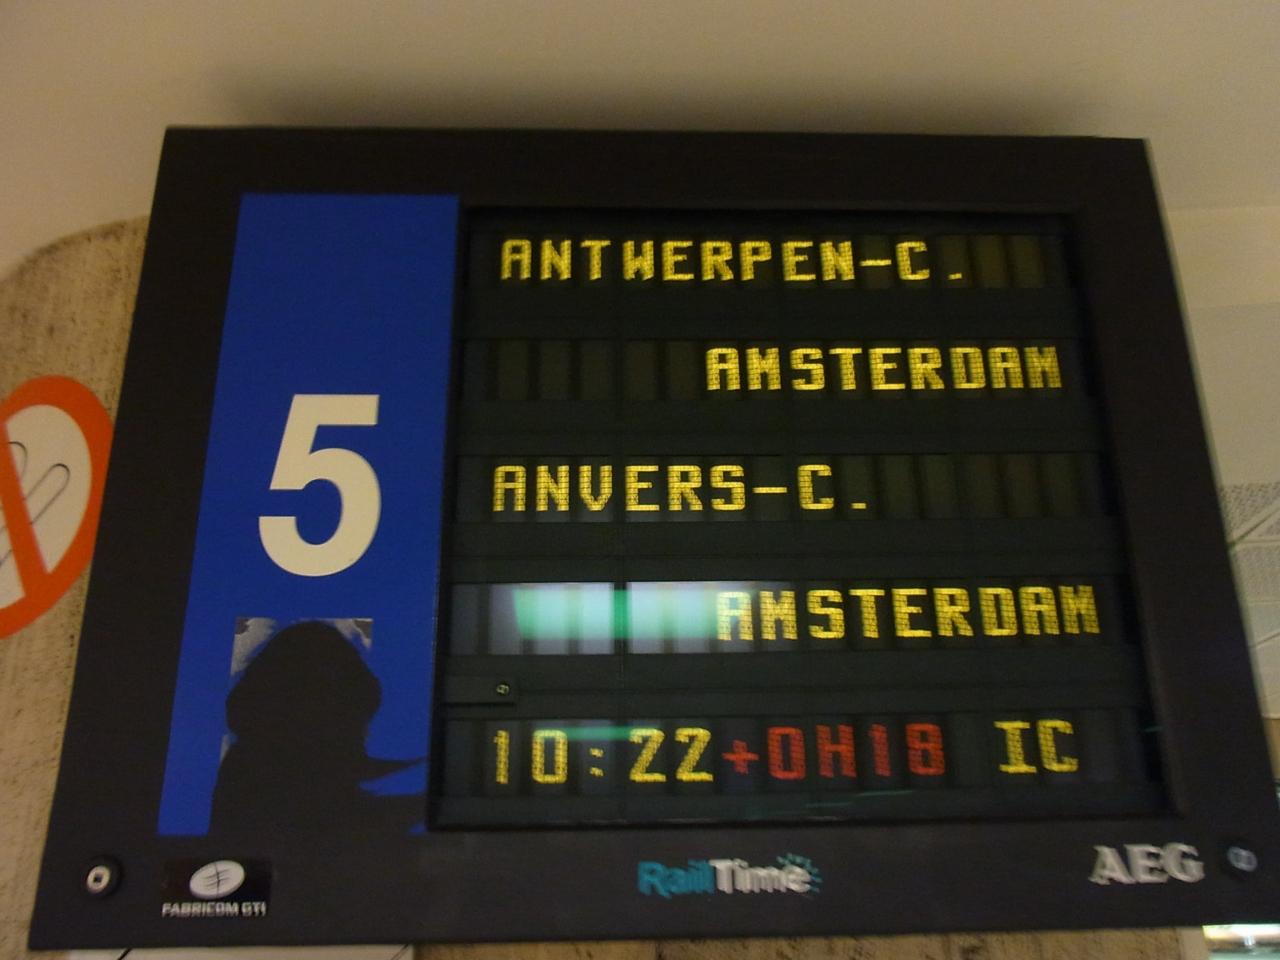 5
ANTWERPEN-C.
AMSTERDAM
ANVERS-C.
AMSTERDAM
10:22+0H18 IC
FABRICOM GTI
RailTime
AEG